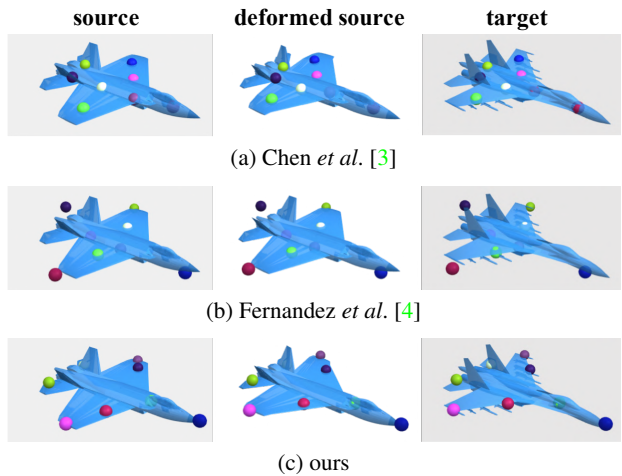 source deformed source target
(a) Chen et al. [3]
(b) Fernandez et al. [4]
(c) ours